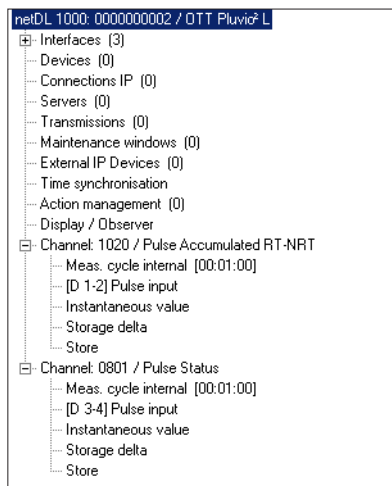 netDL 1000: 0000000002 / OTT Pluvio² L
Interfaces (3)
Devices (0)
Connections IP (0)
Servers (0)
Transmissions (0)
Maintenance windows (0)
External IP Devices (0)
Time synchronisation
Action management (0)
Display / Observer
Channel: 1020 / Pulse Accumulated RT-NRT
Meas. cycle internal [00:01:00]
[D 1-2] Pulse input
Instantaneous value
Storage delta
Store
Channel: 0801 / Pulse Status
Meas. cycle internal [00:01:00]
[D 3-4] Pulse input
Instantaneous value
Storage delta
Store